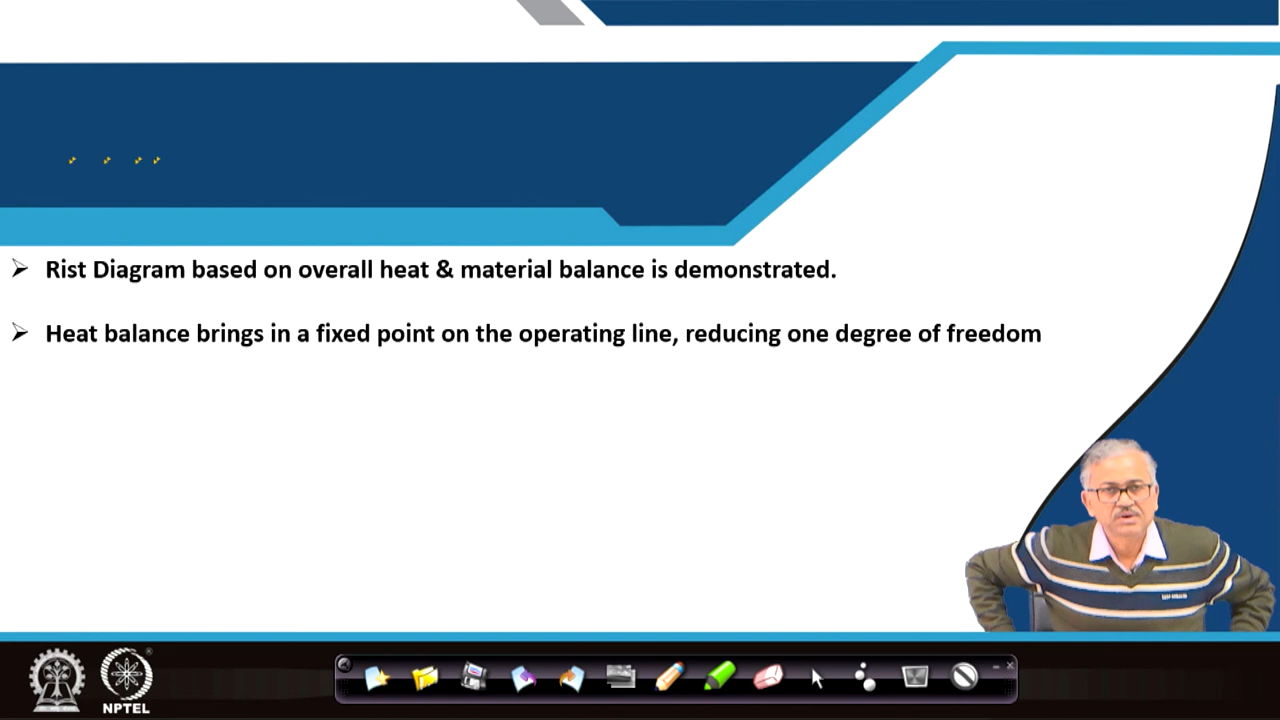 Rist Diagram based on overall heat & material balance is demonstrated.
Heat balance brings in a fixed point on the operating line, reducing one degree of freedom
NPTEL